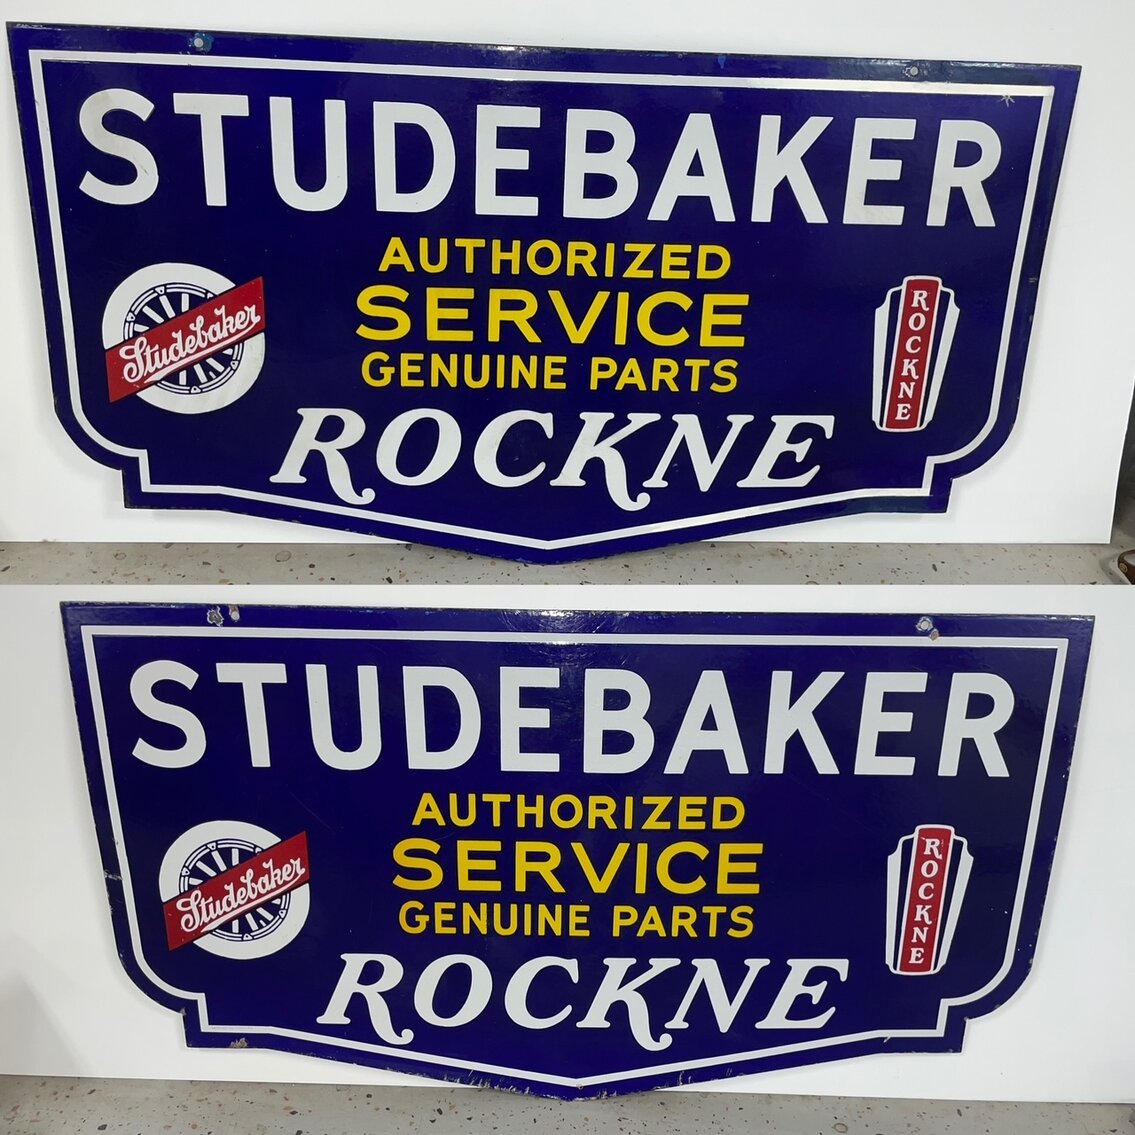 STUDEBAKER
AUTHORIZED
SERVICE
GENUINE PARTS
Studebaker
ROCKNE
ROCKNE
STUDEBAKER
AUTHORIZED
SERVICE
GENUINE PARTS
Studebaker
ROCKNE
ROCKNE